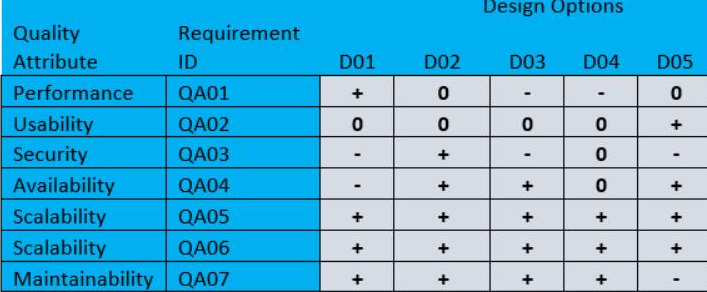 Design Options
Quality Attribute Requirement ID D01 D02 D03 D04 D05
Performance QA01 + 0 - - 0
Usability QA02 0 0 0 0 +
Security QA03 - + - 0 -
Availability QA04 - + + 0 +
Scalability QA05 + + + + +
Scalability QA06 + + + + +
Maintainability QA07 + + + + -